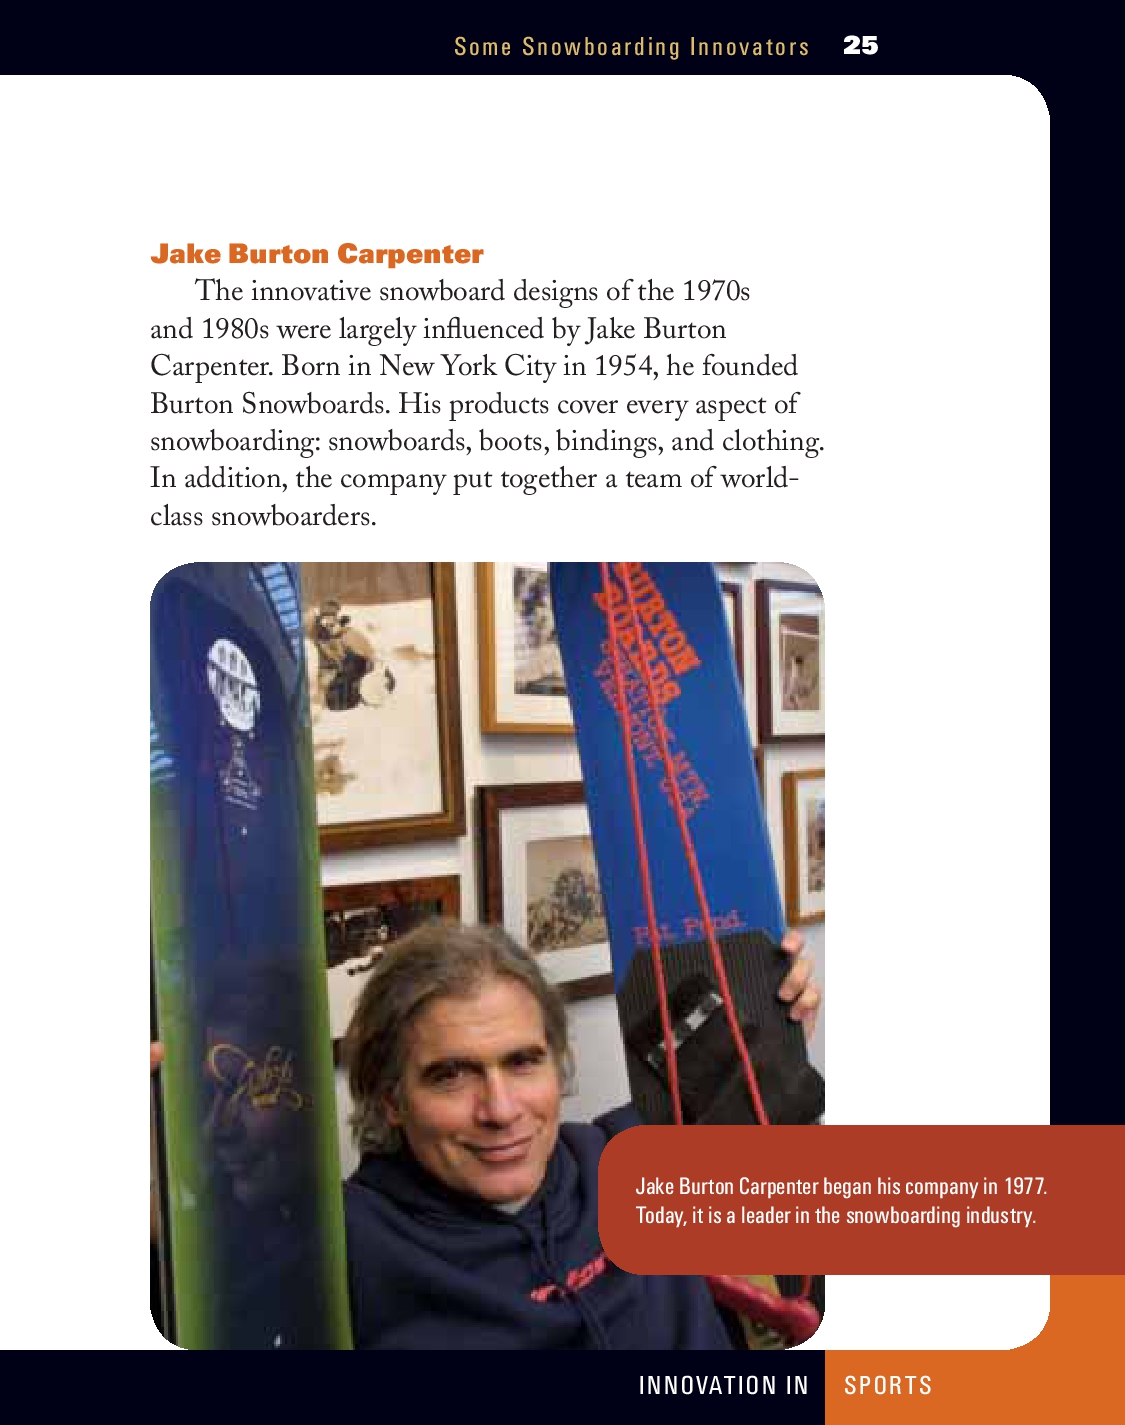 Some Snowboarding Innovators 25
Jake Burton Carpenter
The innovative snowboard designs of the 1970s
and 1980s were largely influenced by Jake Burton
Carpenter. Born in New York City in 1954, he founded
Burton Snowboards. His products cover every aspect of
snowboarding: snowboards, boots, bindings, and clothing.
In addition, the company put together a team of world-
class snowboarders.
BURTON
BOARDS
MTN.
VERMONT USA
Pat. Pend.
Jake Burton Carpenter began his company in 1977.
Today, it is a leader in the snowboarding industry.
INNOVATION IN SPORTS